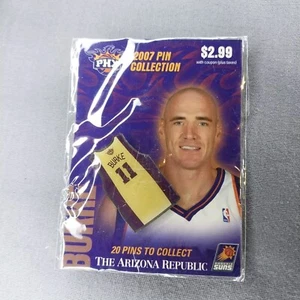 PHX
2007 PIN
COLLECTION
$2.99
with coupon (plus taxes)
BURKE
11
BURKE
20 PINS TO COLLECT
THE ARIZONA REPUBLIC
SUNS